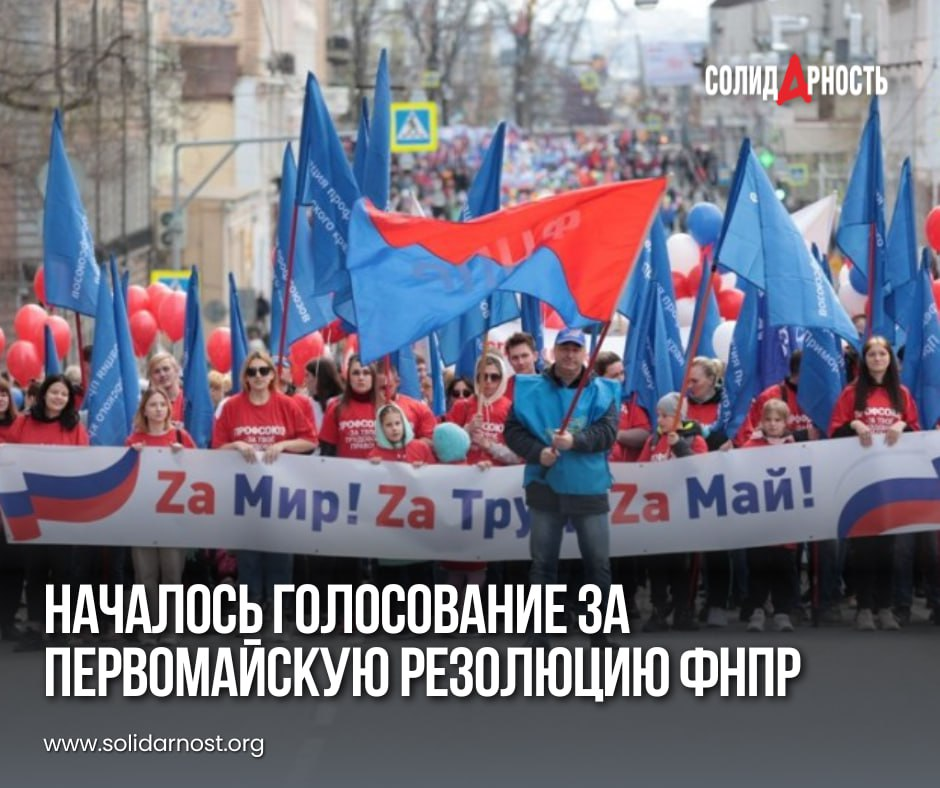 СОЛИДАРНОСТЬ
Zа Мир! Zа Тру Zа Май!
НАЧАЛОСЬ ГОЛОСОВАНИЕ ЗА
ПЕРВОМАЙСКУЮ РЕЗОЛЮЦИЮ ФНПР
www.solidarnost.org